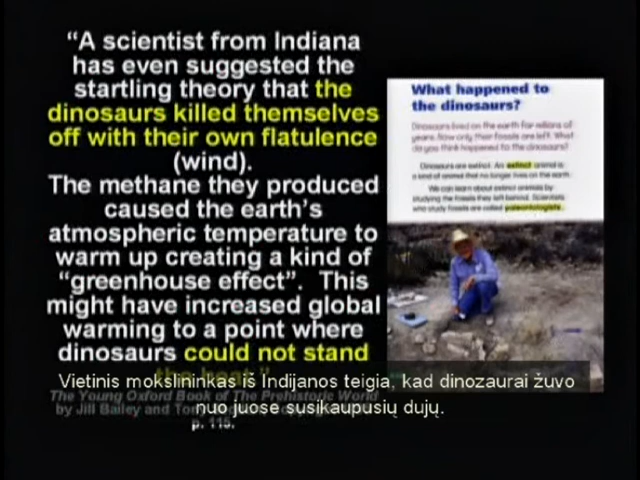 “A scientist from Indiana
has even suggested the
startling theory that the
dinosaurs killed themselves
off with their own flatulence
(wind).
The methane they produced
caused the earth’s
atmospheric temperature to
warm up creating a kind of
“greenhouse effect”. This
might have increased global
warming to a point where
dinosaurs could not stand
the heat.”
The Young Oxford Book of The Prehistoric World
by Jill Bailey and
p. 115.
What happened to
the dinosaurs?
Dinosaurs lived on the earth for millions of
years. Now only their fossils are left. What
do you think happened to the dinosaurs?
Dinosaurs are extinct. An extinct animal is
a kind of animal that no longer lives on the earth.
We can learn about extinct animals by
studying the fossils they left behind. Scientists
who study fossils are called paleontologists.
Vietinis mokslininkas iš Indijanos teigia, kad dinozaurai žuvo
nuo juose susikaupusių dujų.